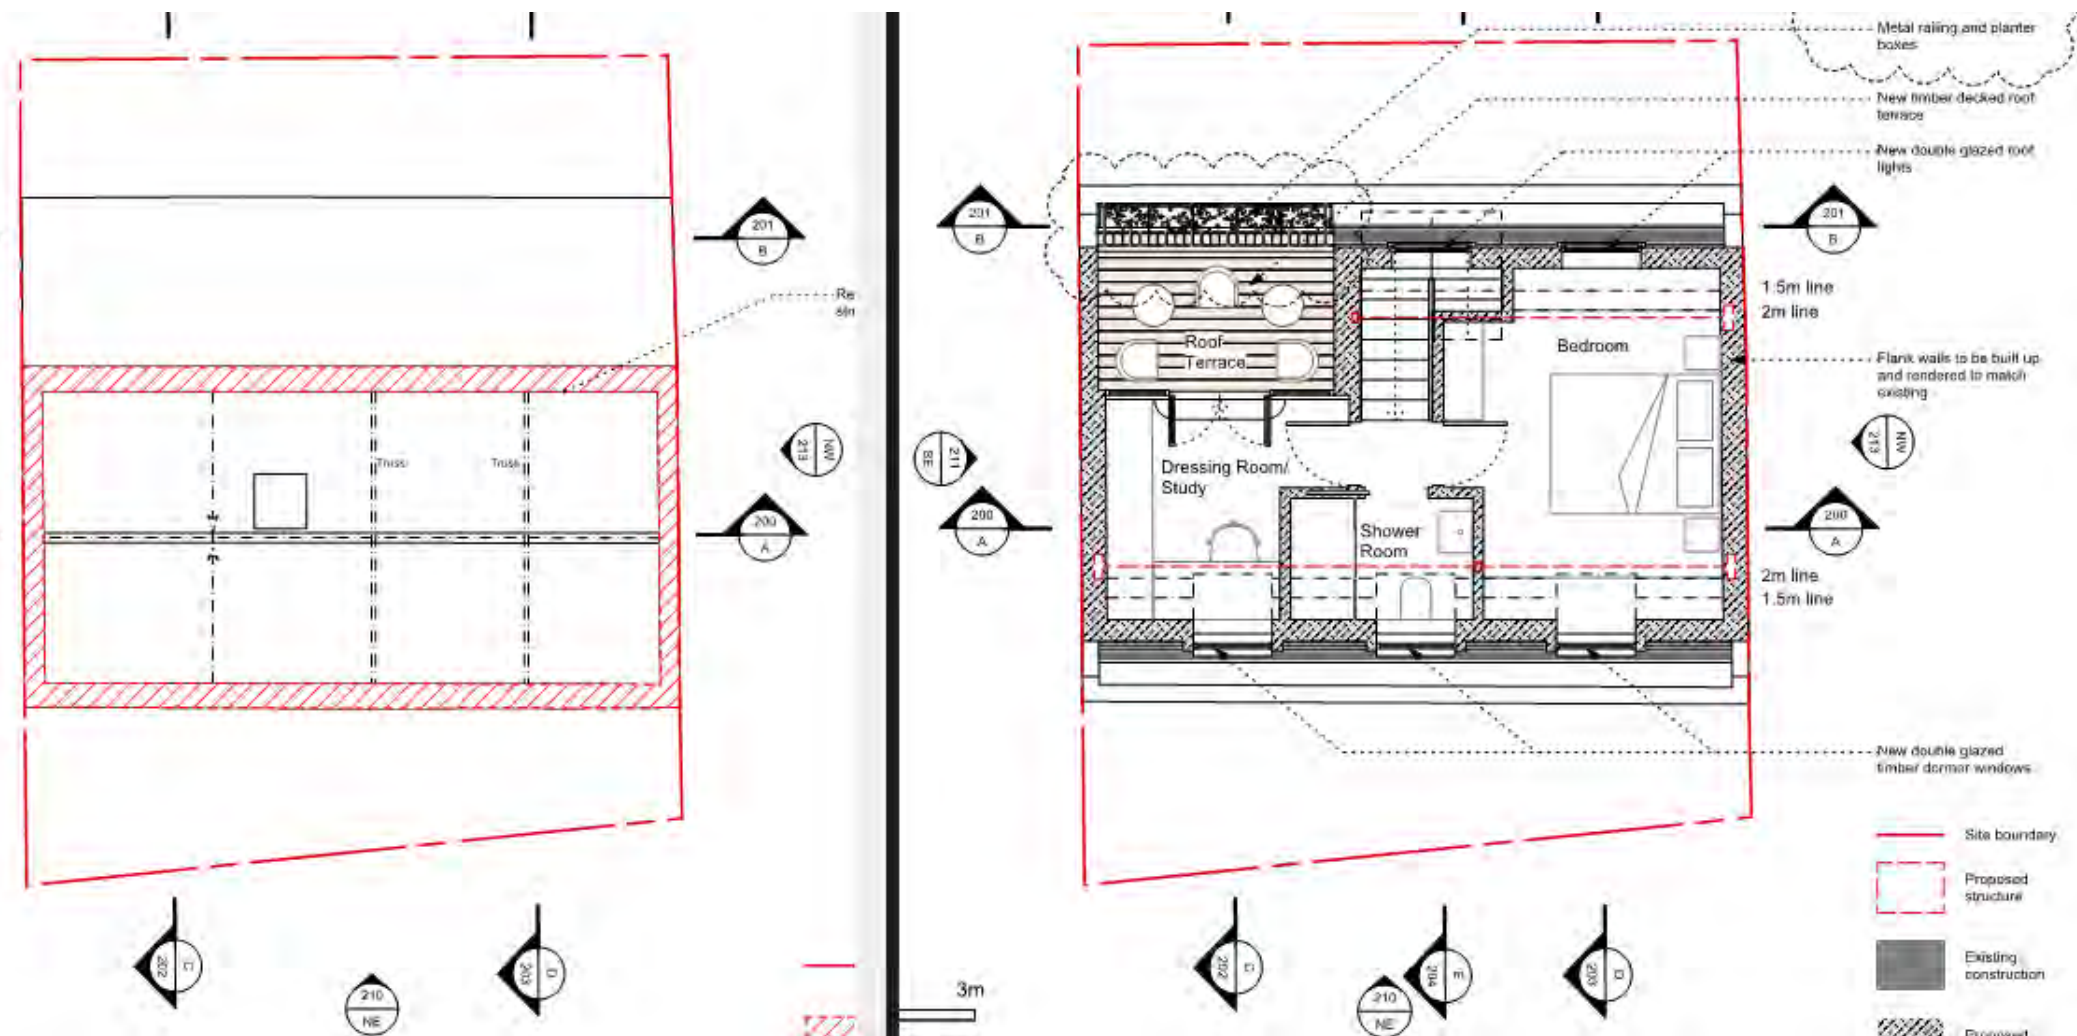 201
B
Re
Truss
Truss
NW
213
200
A
C
202
D
203
210
NE
3m
Metal railing and planter
boxes
New timber decked roof
terrace
New double glazed roof
lights
201
B
201
B
1.5m line
2m line
Roof
Terrace
Bedroom
Flank walls to be built up
and rendered to match
existing
211
SE
NW
213
Dressing Room/
Study
200
A
200
A
Shower
Room
2m line
1.5m line
New double glazed
timber dormer windows
Site boundary
Proposed
structure
Existing
construction
Proposed
C
202
E
204
D
203
210
NE